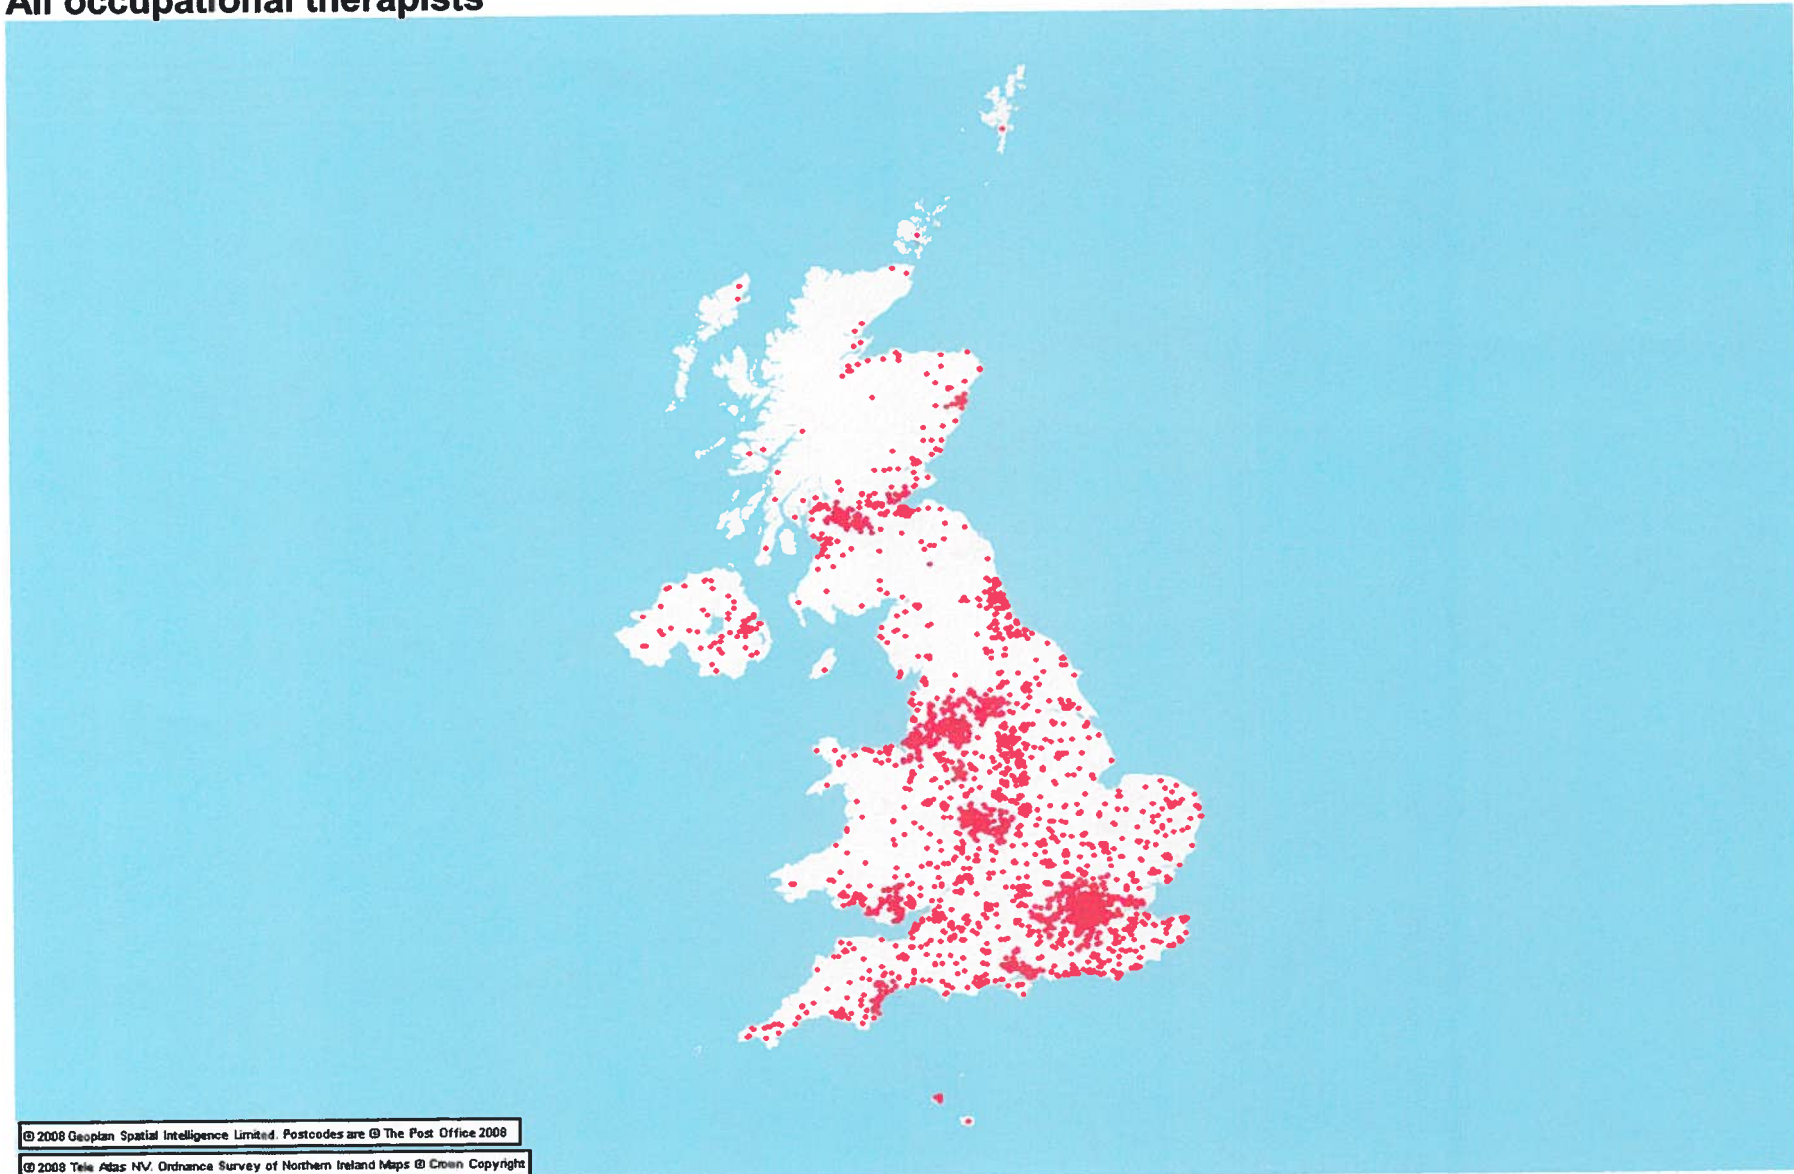 All occupational therapists
© 2008 Geoplan Spatial Intelligence Limited. Postcodes are © The Post Office 2008
© 2008 Tele Atlas NV. Ordnance Survey of Northern Ireland Maps © Crown Copyright